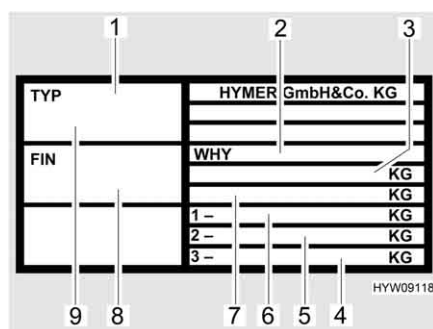 1 2 3
TYP HYMER GmbH&Co. KG
FIN WHY
KG
KG
1 – KG
2 – KG
3 – KG
HYW09118
9 8 7 6 5 4